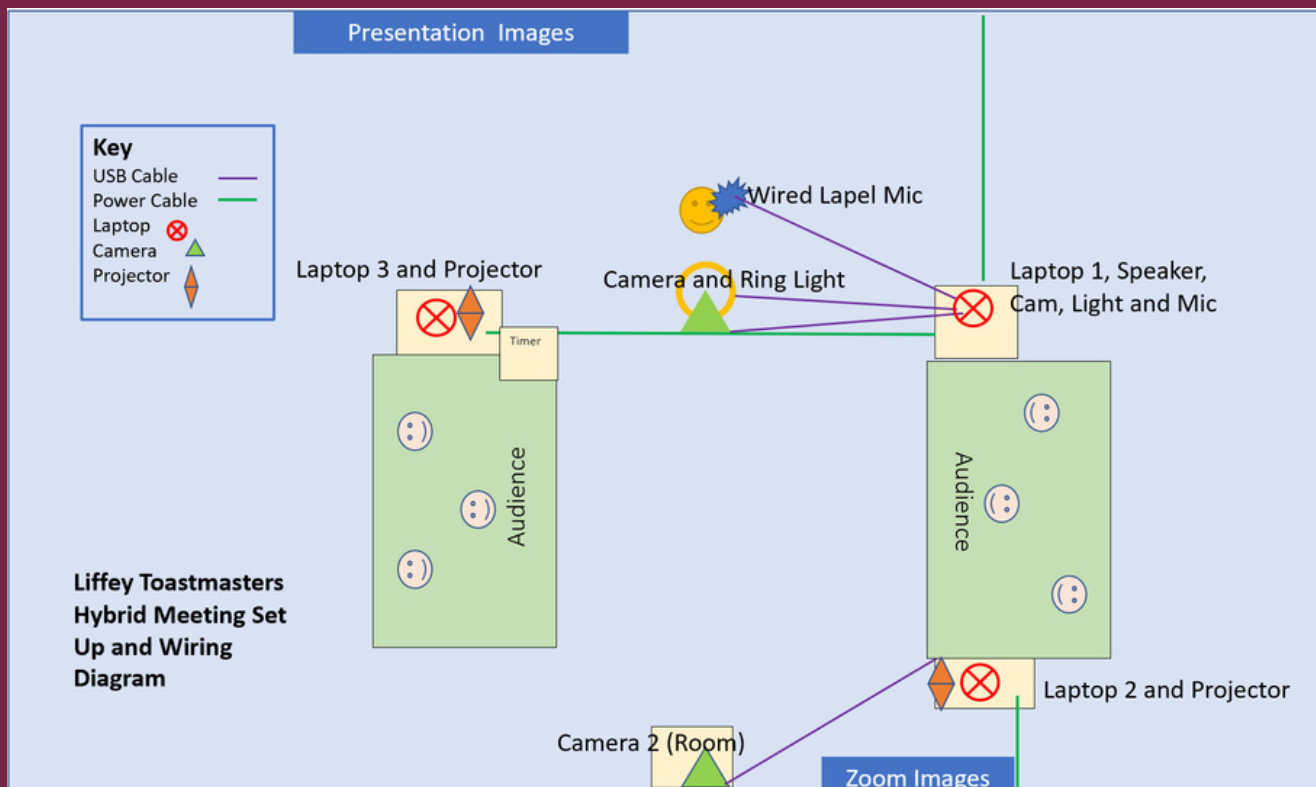 Presentation Images
Key
USB Cable
Power Cable
Laptop
Camera
Projector
Wired Lapel Mic
Laptop 3 and Projector
Camera and Ring Light
Laptop 1, Speaker,
Cam, Light and Mic
Timer
Audience
Audience
Liffey Toastmasters
Hybrid Meeting Set
Up and Wiring
Diagram
Laptop 2 and Projector
Camera 2 (Room)
Zoom Images